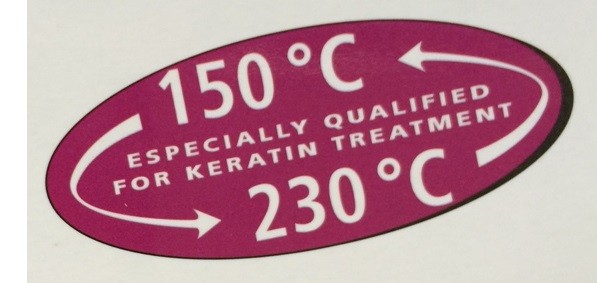 150 °C
ESPECIALLY QUALIFIED
FOR KERATIN TREATMENT
230 °C